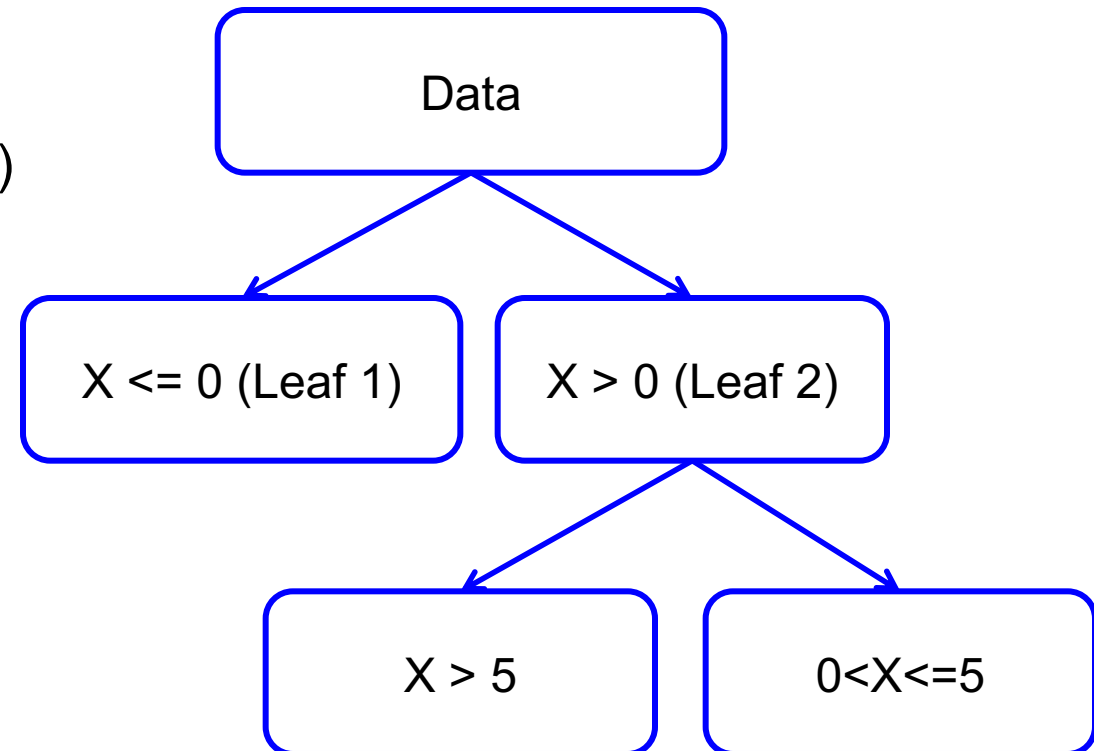 Data
)
X <= 0 (Leaf 1)
X > 0 (Leaf 2)
X > 5
0<X<=5